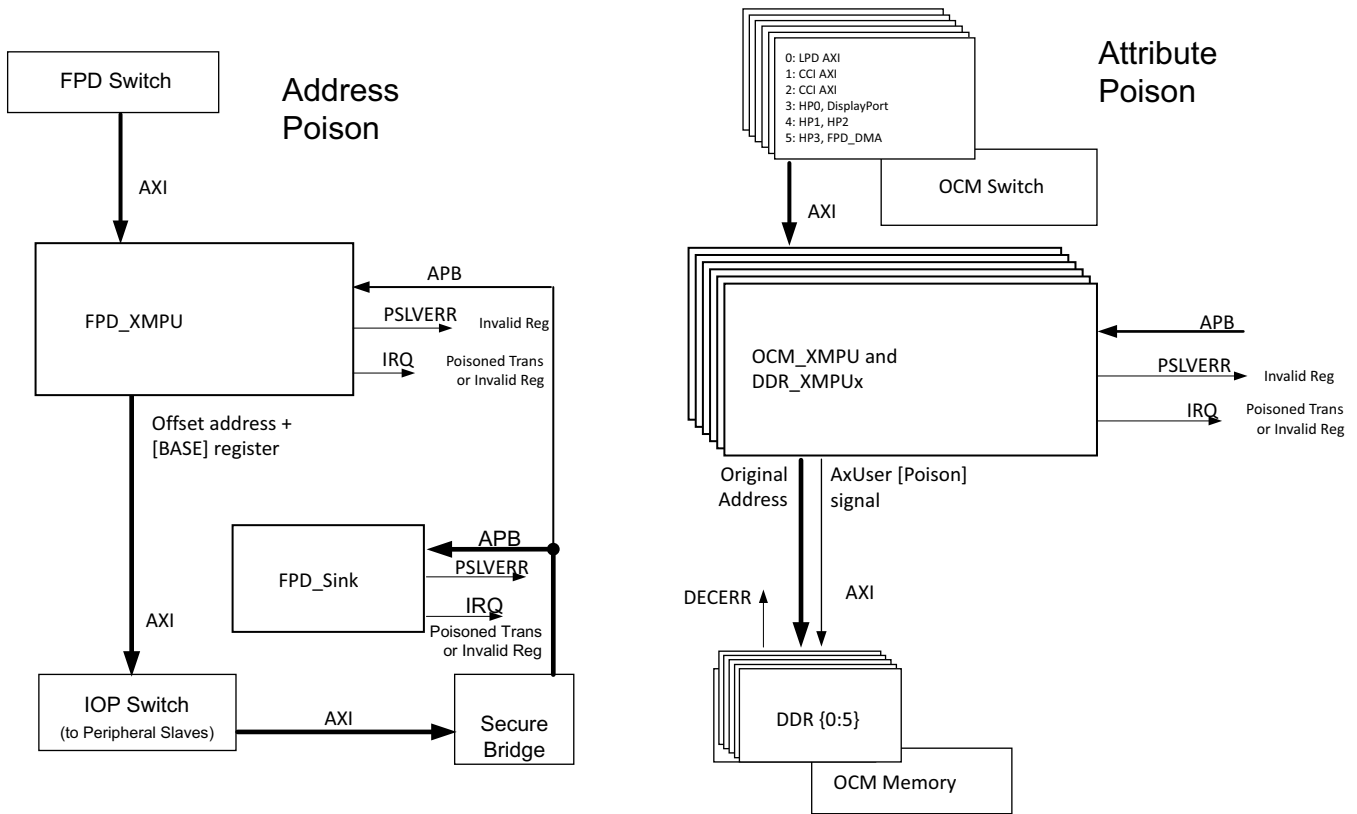 FPD Switch
Address
Poison
AXI
FPD_XMPU
APB
PSLVERR
Invalid Reg
IRQ
Poisoned Trans
or Invalid Reg
Offset address +
[BASE] register
FPD_Sink
APB
PSLVERR
IRQ
Poisoned Trans
or Invalid Reg
AXI
IOP Switch
(to Peripheral Slaves)
AXI
Secure
Bridge
Attribute
Poison
0: LPD AXI
1: CCI AXI
2: CCI AXI
3: HP0, DisplayPort
4: HP1, HP2
5: HP3, FPD_DMA
OCM Switch
AXI
OCM_XMPU and
DDR_XMPUx
APB
PSLVERR
Invalid Reg
IRQ
Poisoned Trans
or Invalid Reg
Original
Address
AxUser [Poison]
signal
DECERR
AXI
DDR {0:5}
OCM Memory